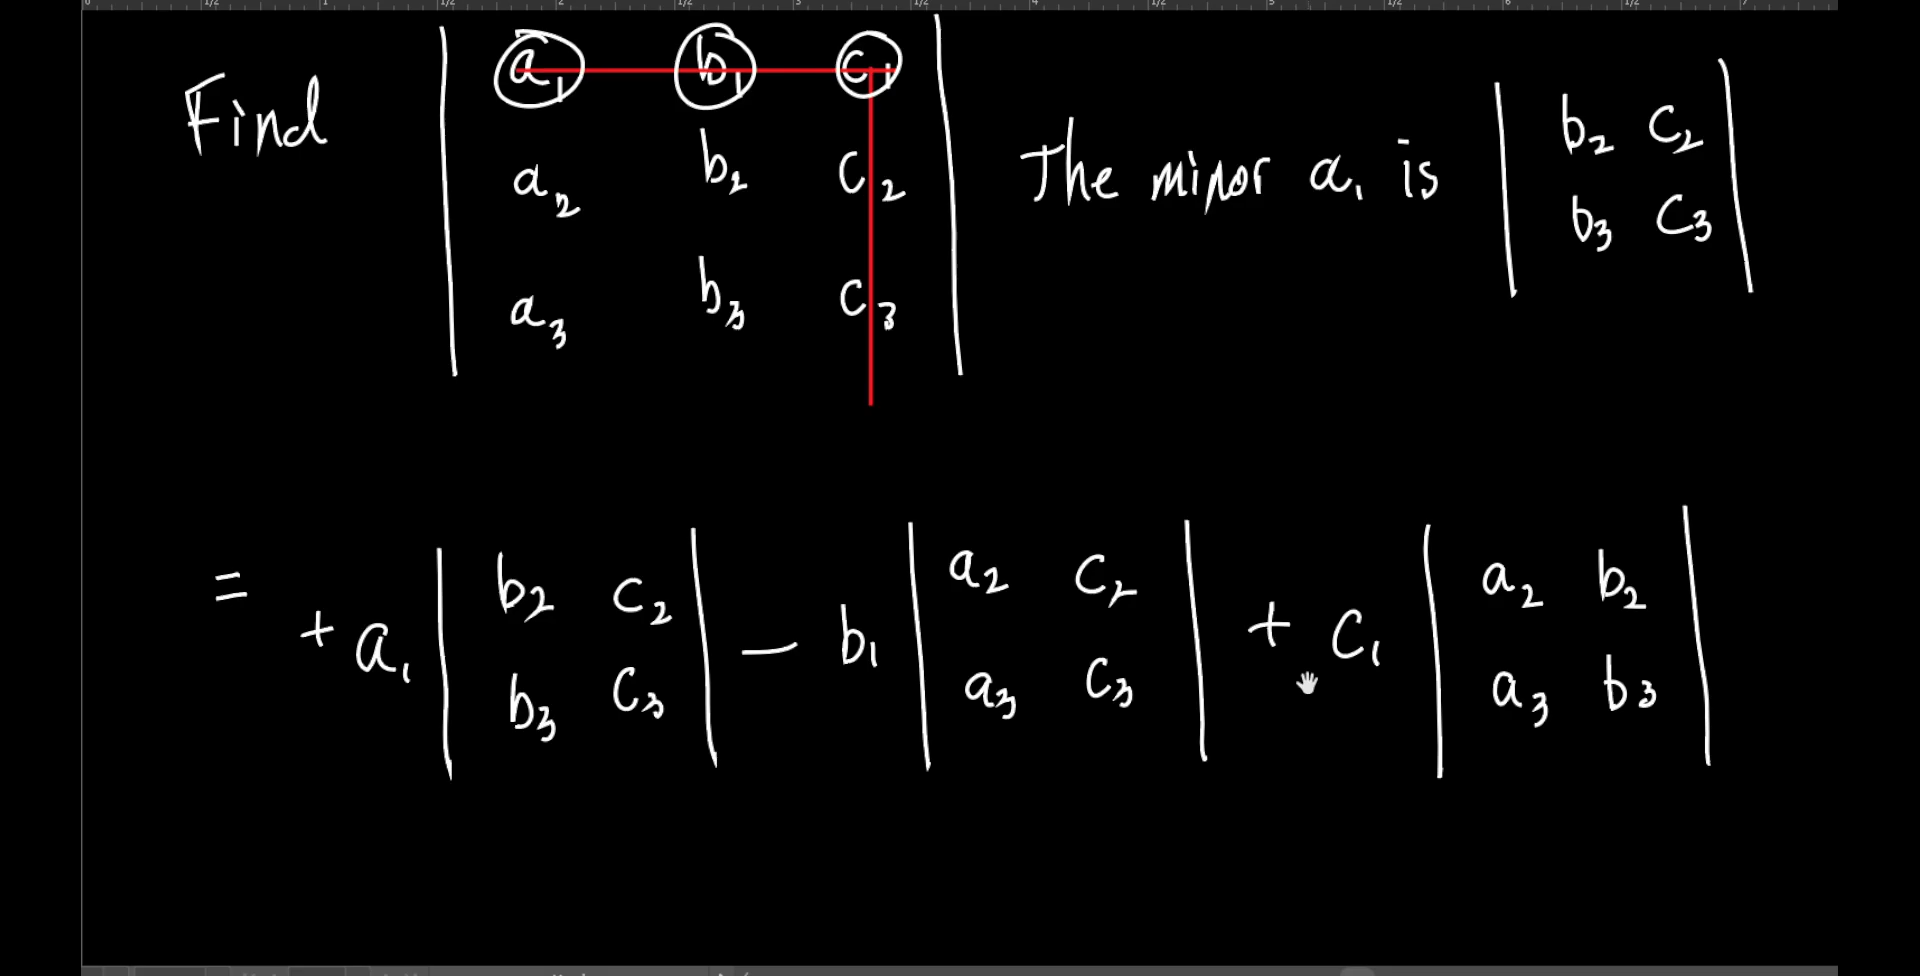 Find | a₁ b₁ c₁ |
| a₂ b₂ c₂ |
| a₃ b₃ c₃ |
The minor a₁ is | b₂ c₂ |
| b₃ c₃ |
= + a₁ | b₂ c₂ | — b₁ | a₂ c₂ | + c₁ | a₂ b₂ |
| b₃ c₃ | | a₃ c₃ | | a₃ b₃ |